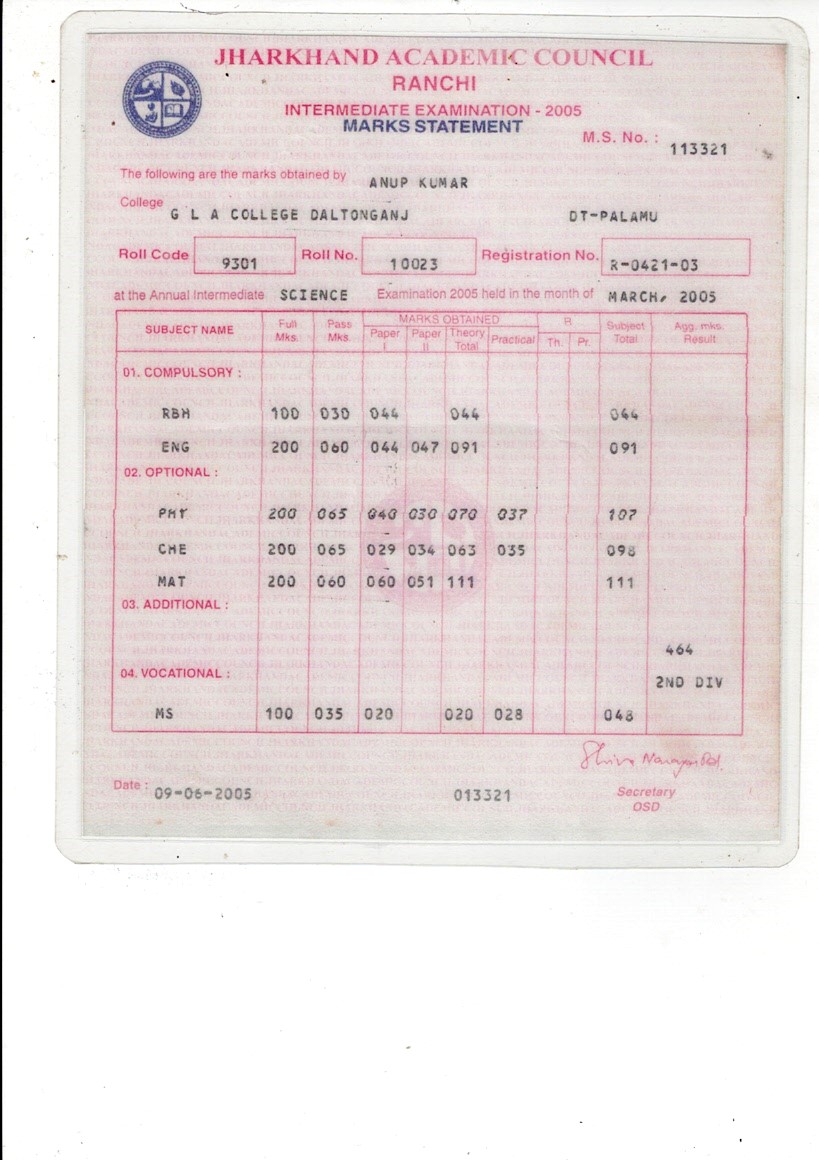 JHARKHAND ACADEMIC COUNCIL
RANCHI
INTERMEDIATE EXAMINATION - 2005
MARKS STATEMENT
M.S. No. : 113321
The following are the marks obtained by ANUP KUMAR
College G L A COLLEGE DALTONGANJ DT-PALAMU
Roll Code 9301 Roll No. 10023 Registration No. R-0421-03
at the Annual Intermediate SCIENCE Examination 2005 held in the month of MARCH, 2005
SUBJECT NAME Full Mks. Pass Mks. MARKS OBTAINED Paper I Paper II Theory Total Practical R Th. Pr. Subject Total Agg. mks. Result
01. COMPULSORY :
RBH 100 030 044 044 044
ENG 200 060 044 047 091 091
02. OPTIONAL :
PHY 200 065 040 030 070 037 107
CHE 200 065 029 034 063 035 098
MAT 200 060 060 051 111 111
03. ADDITIONAL :
464
04. VOCATIONAL :
2ND DIV
MS 100 035 020 020 028 048
Date : 09-06-2005 013321
Secretary
OSD